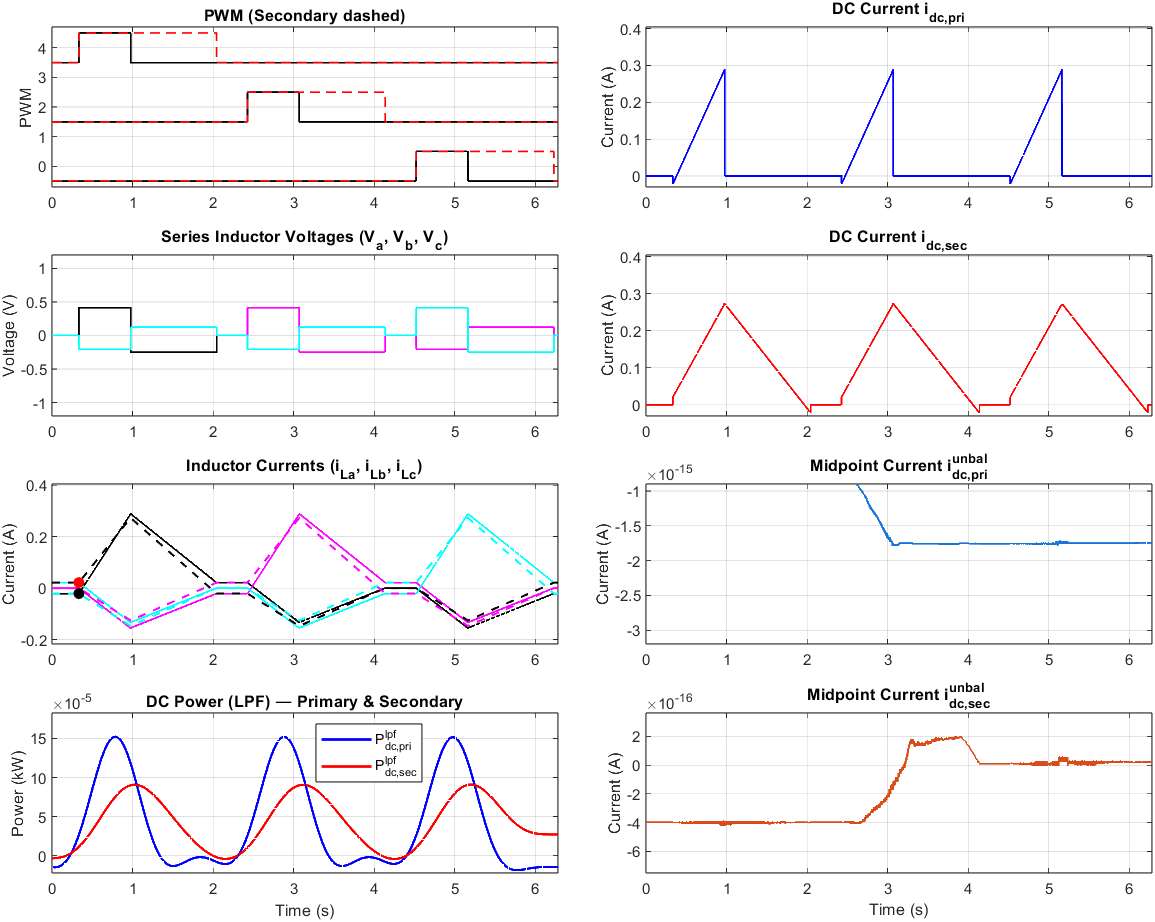 PWM (Secondary dashed)
PWM
4
3
2
1
0
0 1 2 3 4 5 6
DC Current i_dc,pri
Current (A)
0.4
0.3
0.2
0.1
0
0 1 2 3 4 5 6
Series Inductor Voltages (V_a, V_b, V_c)
Voltage (V)
1
0.5
0
-0.5
-1
0 1 2 3 4 5 6
DC Current i_dc,sec
Current (A)
0.4
0.3
0.2
0.1
0
0 1 2 3 4 5 6
Inductor Currents (i_La, i_Lb, i_Lc)
Current (A)
0.4
0.2
0
-0.2
0 1 2 3 4 5 6
Midpoint Current i_dc,pri^unbal
×10^-15
Current (A)
-1
-1.5
-2
-2.5
-3
0 1 2 3 4 5 6
DC Power (LPF) — Primary & Secondary
×10^-5
Power (kW)
15
10
5
0
P_dc,pri^lpf
P_dc,sec^lpf
0 1 2 3 4 5 6
Time (s)
Midpoint Current i_dc,sec^unbal
×10^-16
Current (A)
2
0
-2
-4
-6
0 1 2 3 4 5 6
Time (s)